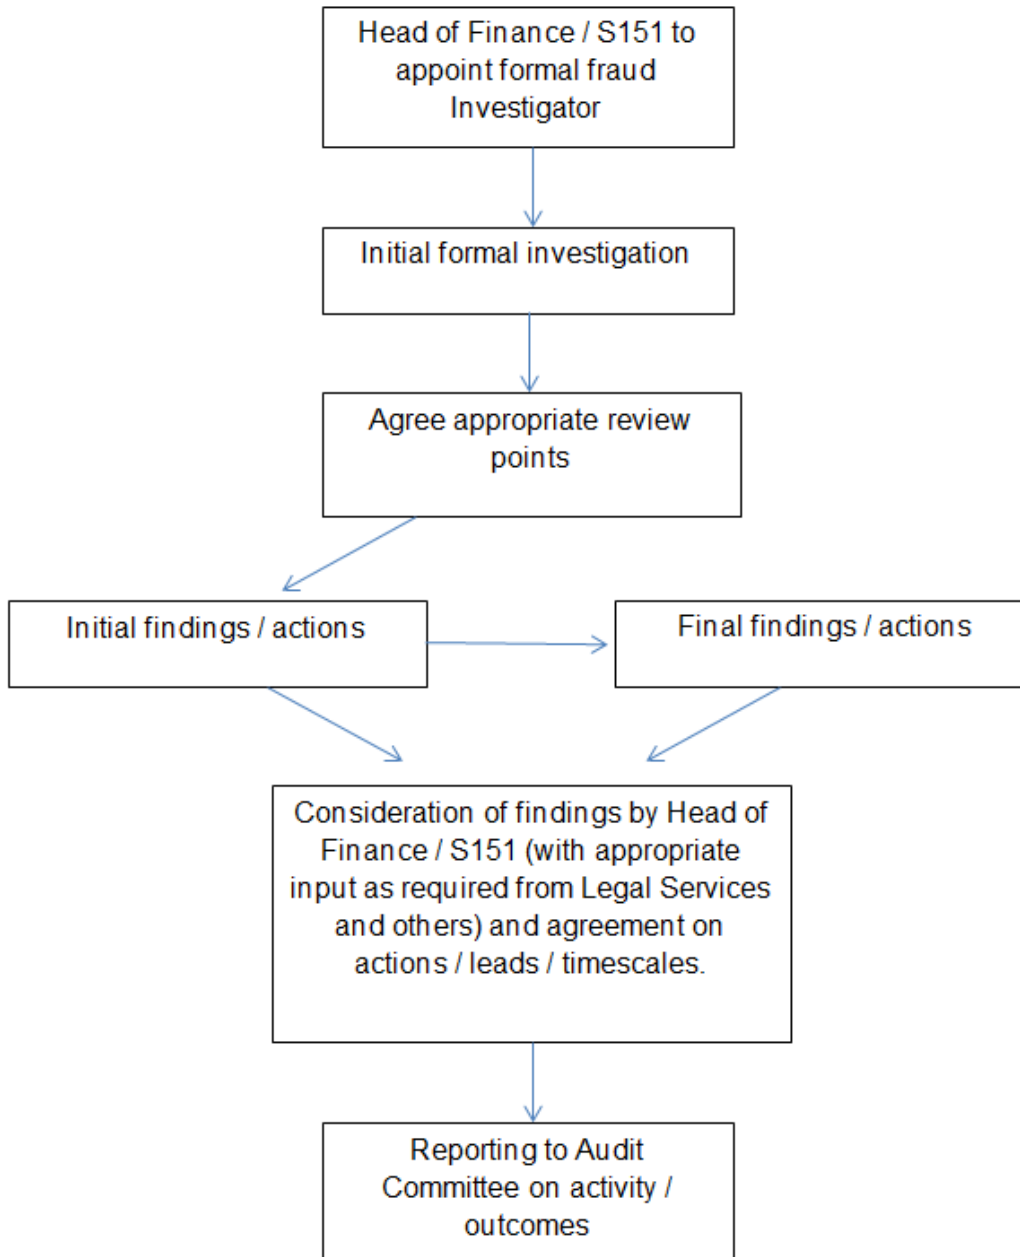 Head of Finance / S151 to
appoint formal fraud
Investigator
Initial formal investigation
Agree appropriate review
points
Initial findings / actions
Final findings / actions
Consideration of findings by Head of
Finance / S151 (with appropriate
input as required from Legal Services
and others) and agreement on
actions / leads / timescales.
Reporting to Audit
Committee on activity /
outcomes